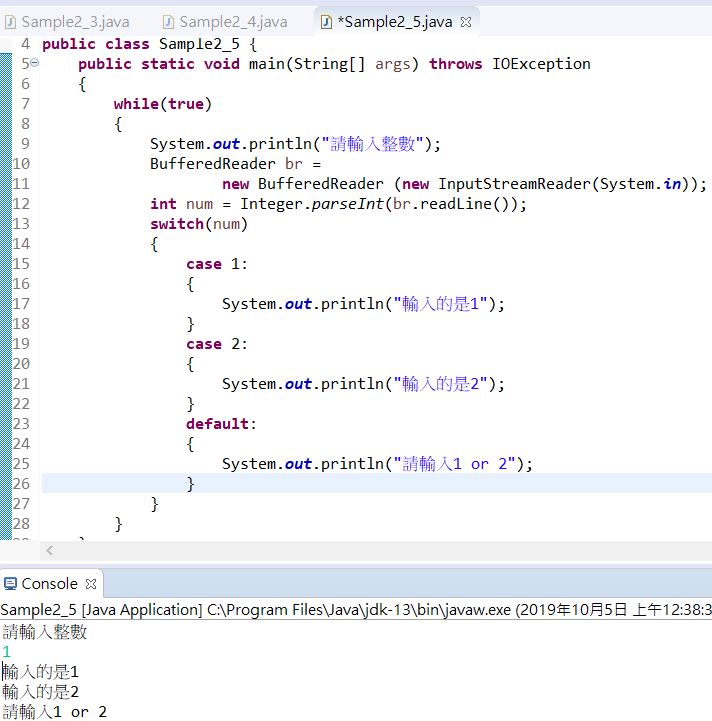 Sample2_3.java Sample2_4.java *Sample2_5.java
4 public class Sample2_5 {
5 public static void main(String[] args) throws IOException
6 {
7 while(true)
8 {
9 System.out.println("請輸入整數");
10 BufferedReader br =
11 new BufferedReader (new InputStreamReader(System.in));
12 int num = Integer.parseInt(br.readLine());
13 switch(num)
14 {
15 case 1:
16 {
17 System.out.println("輸入的是1");
18 }
19 case 2:
20 {
21 System.out.println("輸入的是2");
22 }
23 default:
24 {
25 System.out.println("請輸入1 or 2");
26 }
27 }
28 }
Console
Sample2_5 [Java Application] C:\Program Files\Java\jdk-13\bin\javaw.exe (2019年10月5日 上午12:38:3
請輸入整數
1
輸入的是1
輸入的是2
請輸入1 or 2